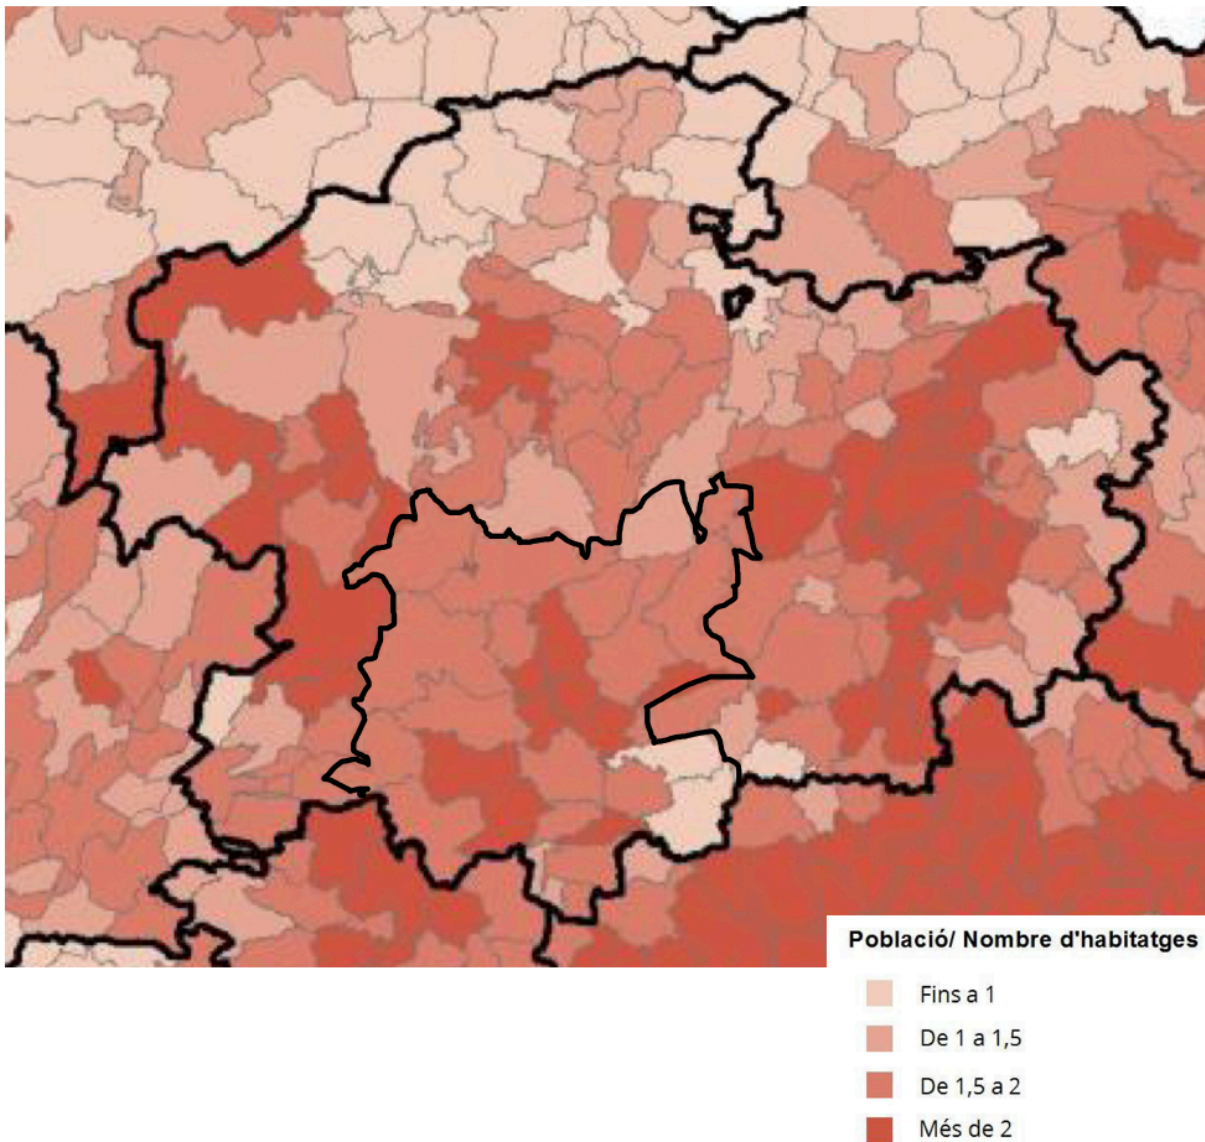 Població/ Nombre d'habitatges
Fins a 1
De 1 a 1,5
De 1,5 a 2
Més de 2